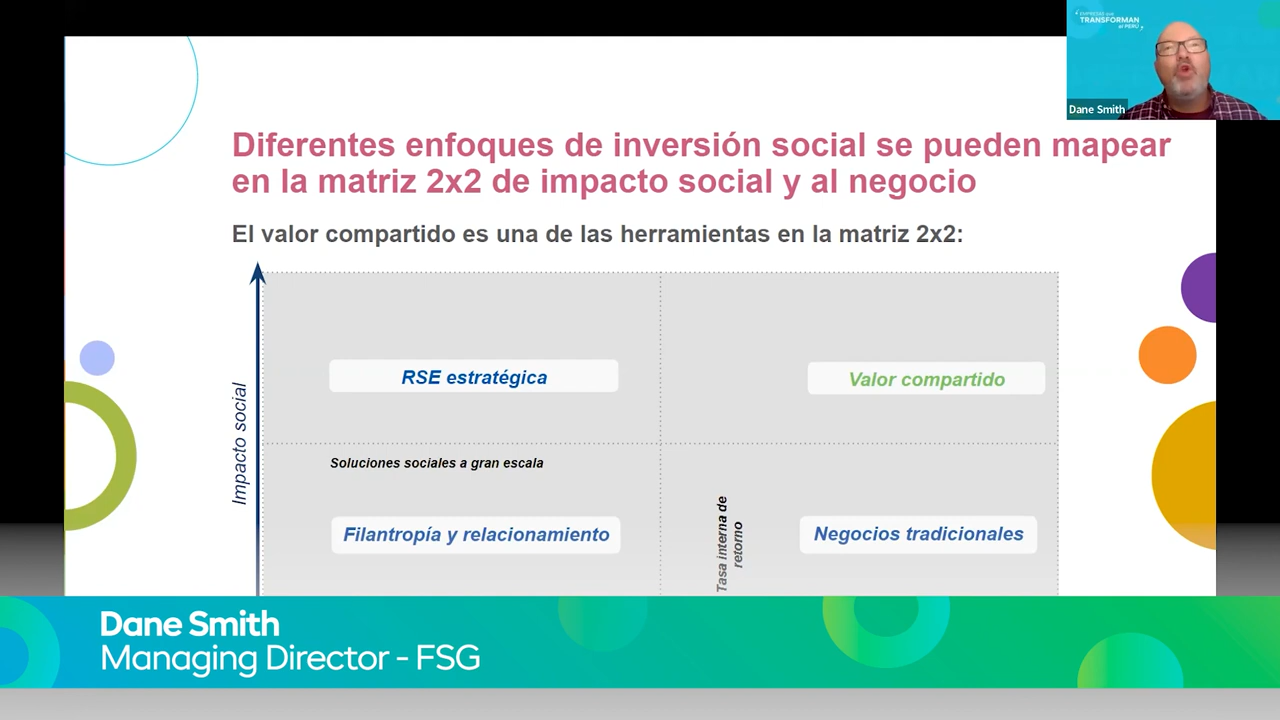 EMPRESAS QUE
TRANSFORMAN
AL PERÚ
Dane Smith
Diferentes enfoques de inversión social se pueden mapear
en la matriz 2x2 de impacto social y al negocio
El valor compartido es una de las herramientas en la matriz 2x2:
Impacto social
RSE estratégica
Valor compartido
Soluciones sociales a gran escala
Filantropía y relacionamiento
Tasa interna de
retorno
Negocios tradicionales
Dane Smith
Managing Director - FSG